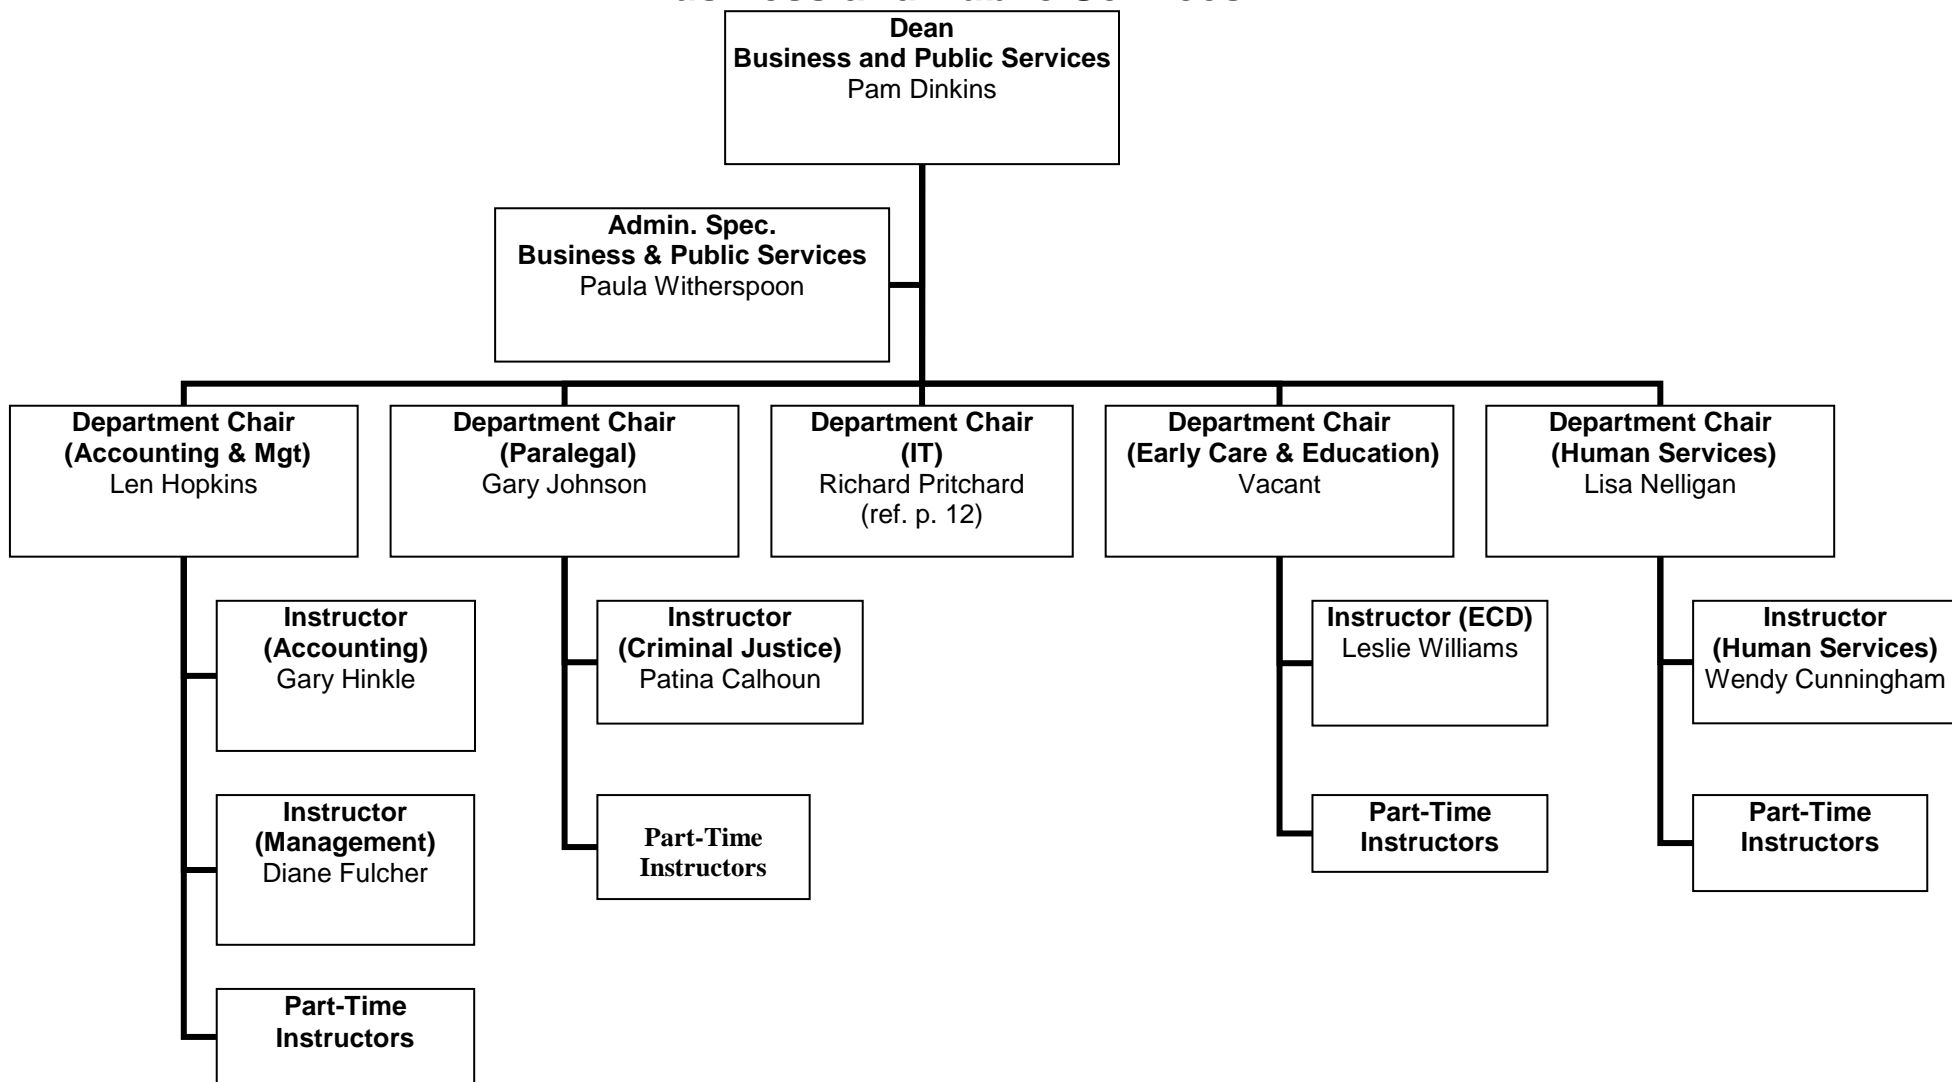 Dean
Business and Public Services
Pam Dinkins
Admin. Spec.
Business & Public Services
Paula Witherspoon
Department Chair
(Accounting & Mgt)
Len Hopkins
Department Chair
(Paralegal)
Gary Johnson
Department Chair
(IT)
Richard Pritchard
(ref. p. 12)
Department Chair
(Early Care & Education)
Vacant
Department Chair
(Human Services)
Lisa Nelligan
Instructor
(Accounting)
Gary Hinkle
Instructor
(Management)
Diane Fulcher
Part-Time
Instructors
Instructor
(Criminal Justice)
Patina Calhoun
Part-Time
Instructors
Instructor (ECD)
Leslie Williams
Part-Time
Instructors
Instructor
(Human Services)
Wendy Cunningham
Part-Time
Instructors